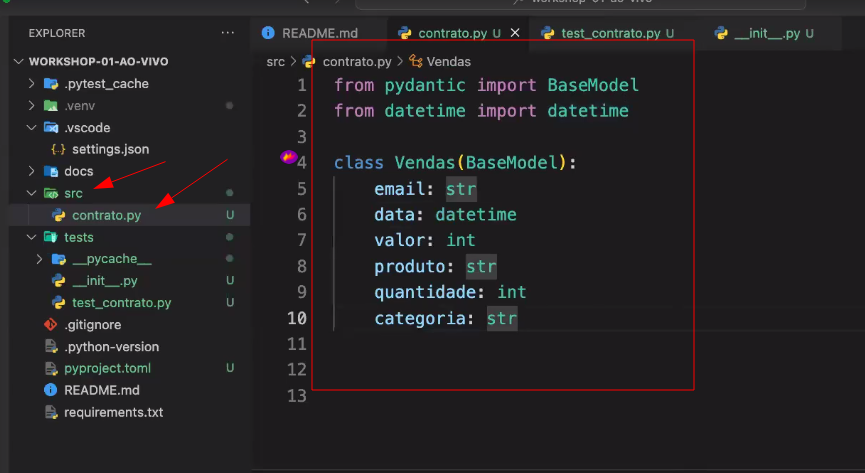 workshop-01-ao-vivo
EXPLORER
...
README.md
contrato.py U
test_contrato.py U
__init__.py U
WORKSHOP-01-AO-VIVO
.pytest_cache
.venv
.vscode
settings.json
docs
src
contrato.py U
tests
__pycache__
__init__.py U
test_contrato.py U
.gitignore
.python-version
pyproject.toml U
README.md
requirements.txt
src > contrato.py > Vendas
1 from pydantic import BaseModel
2 from datetime import datetime
3
4 class Vendas(BaseModel):
5 email: str
6 data: datetime
7 valor: int
8 produto: str
9 quantidade: int
10 categoria: str
11
12
13